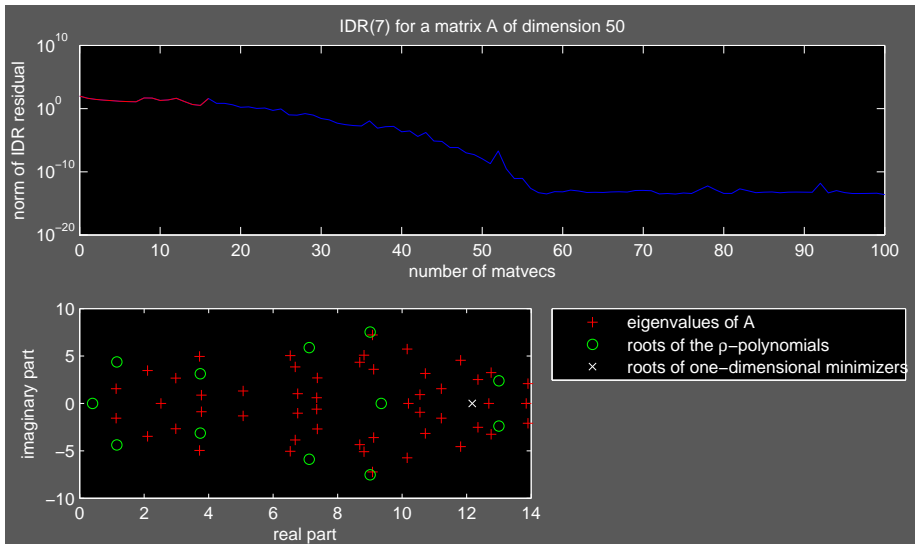 IDR(7) for a matrix A of dimension 50
norm of IDR residual
10^10
10^0
10^−10
10^−20
0 10 20 30 40 50 60 70 80 90 100
number of matvecs
imaginary part
10
5
0
−5
−10
0 2 4 6 8 10 12 14
real part
eigenvalues of A
roots of the ρ−polynomials
roots of one−dimensional minimizers